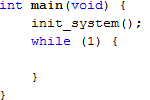 int main(void) {
    init_system();
    while (1) {

    }
}